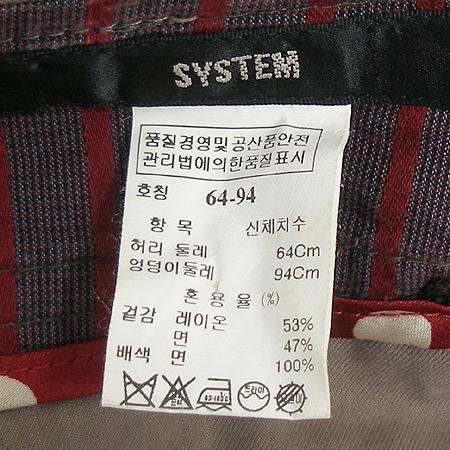 SYSTEM
품질경영및공산품안전
관리법에의한품질표시
호칭 64-94
항 목 신체치수
허리 둘레 64Cm
엉덩이둘레 94Cm
혼 용 율 (%)
겉감 레이온 53%
면 47%
배색 면 100%
드라이